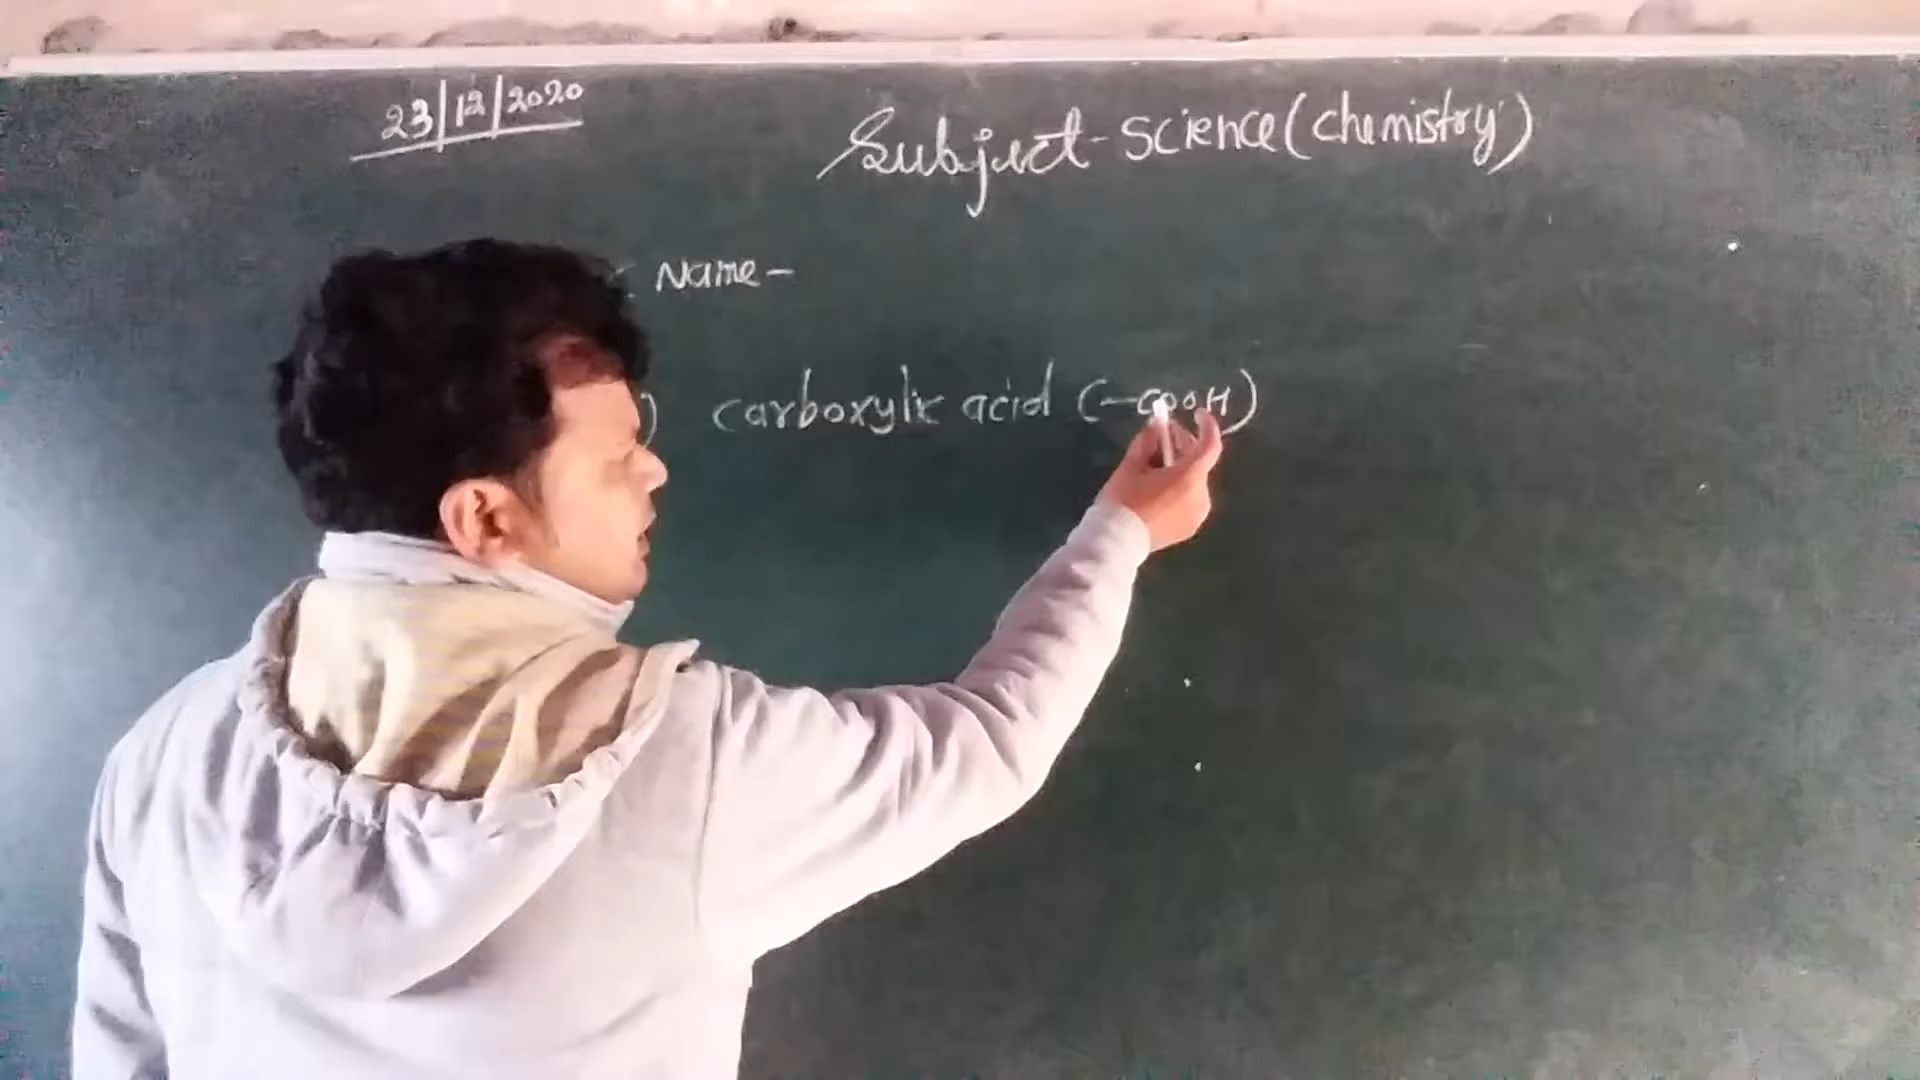 23/12/2020
Subject-Science(chemistry)
Name-
) carboxylic acid (-COOH)